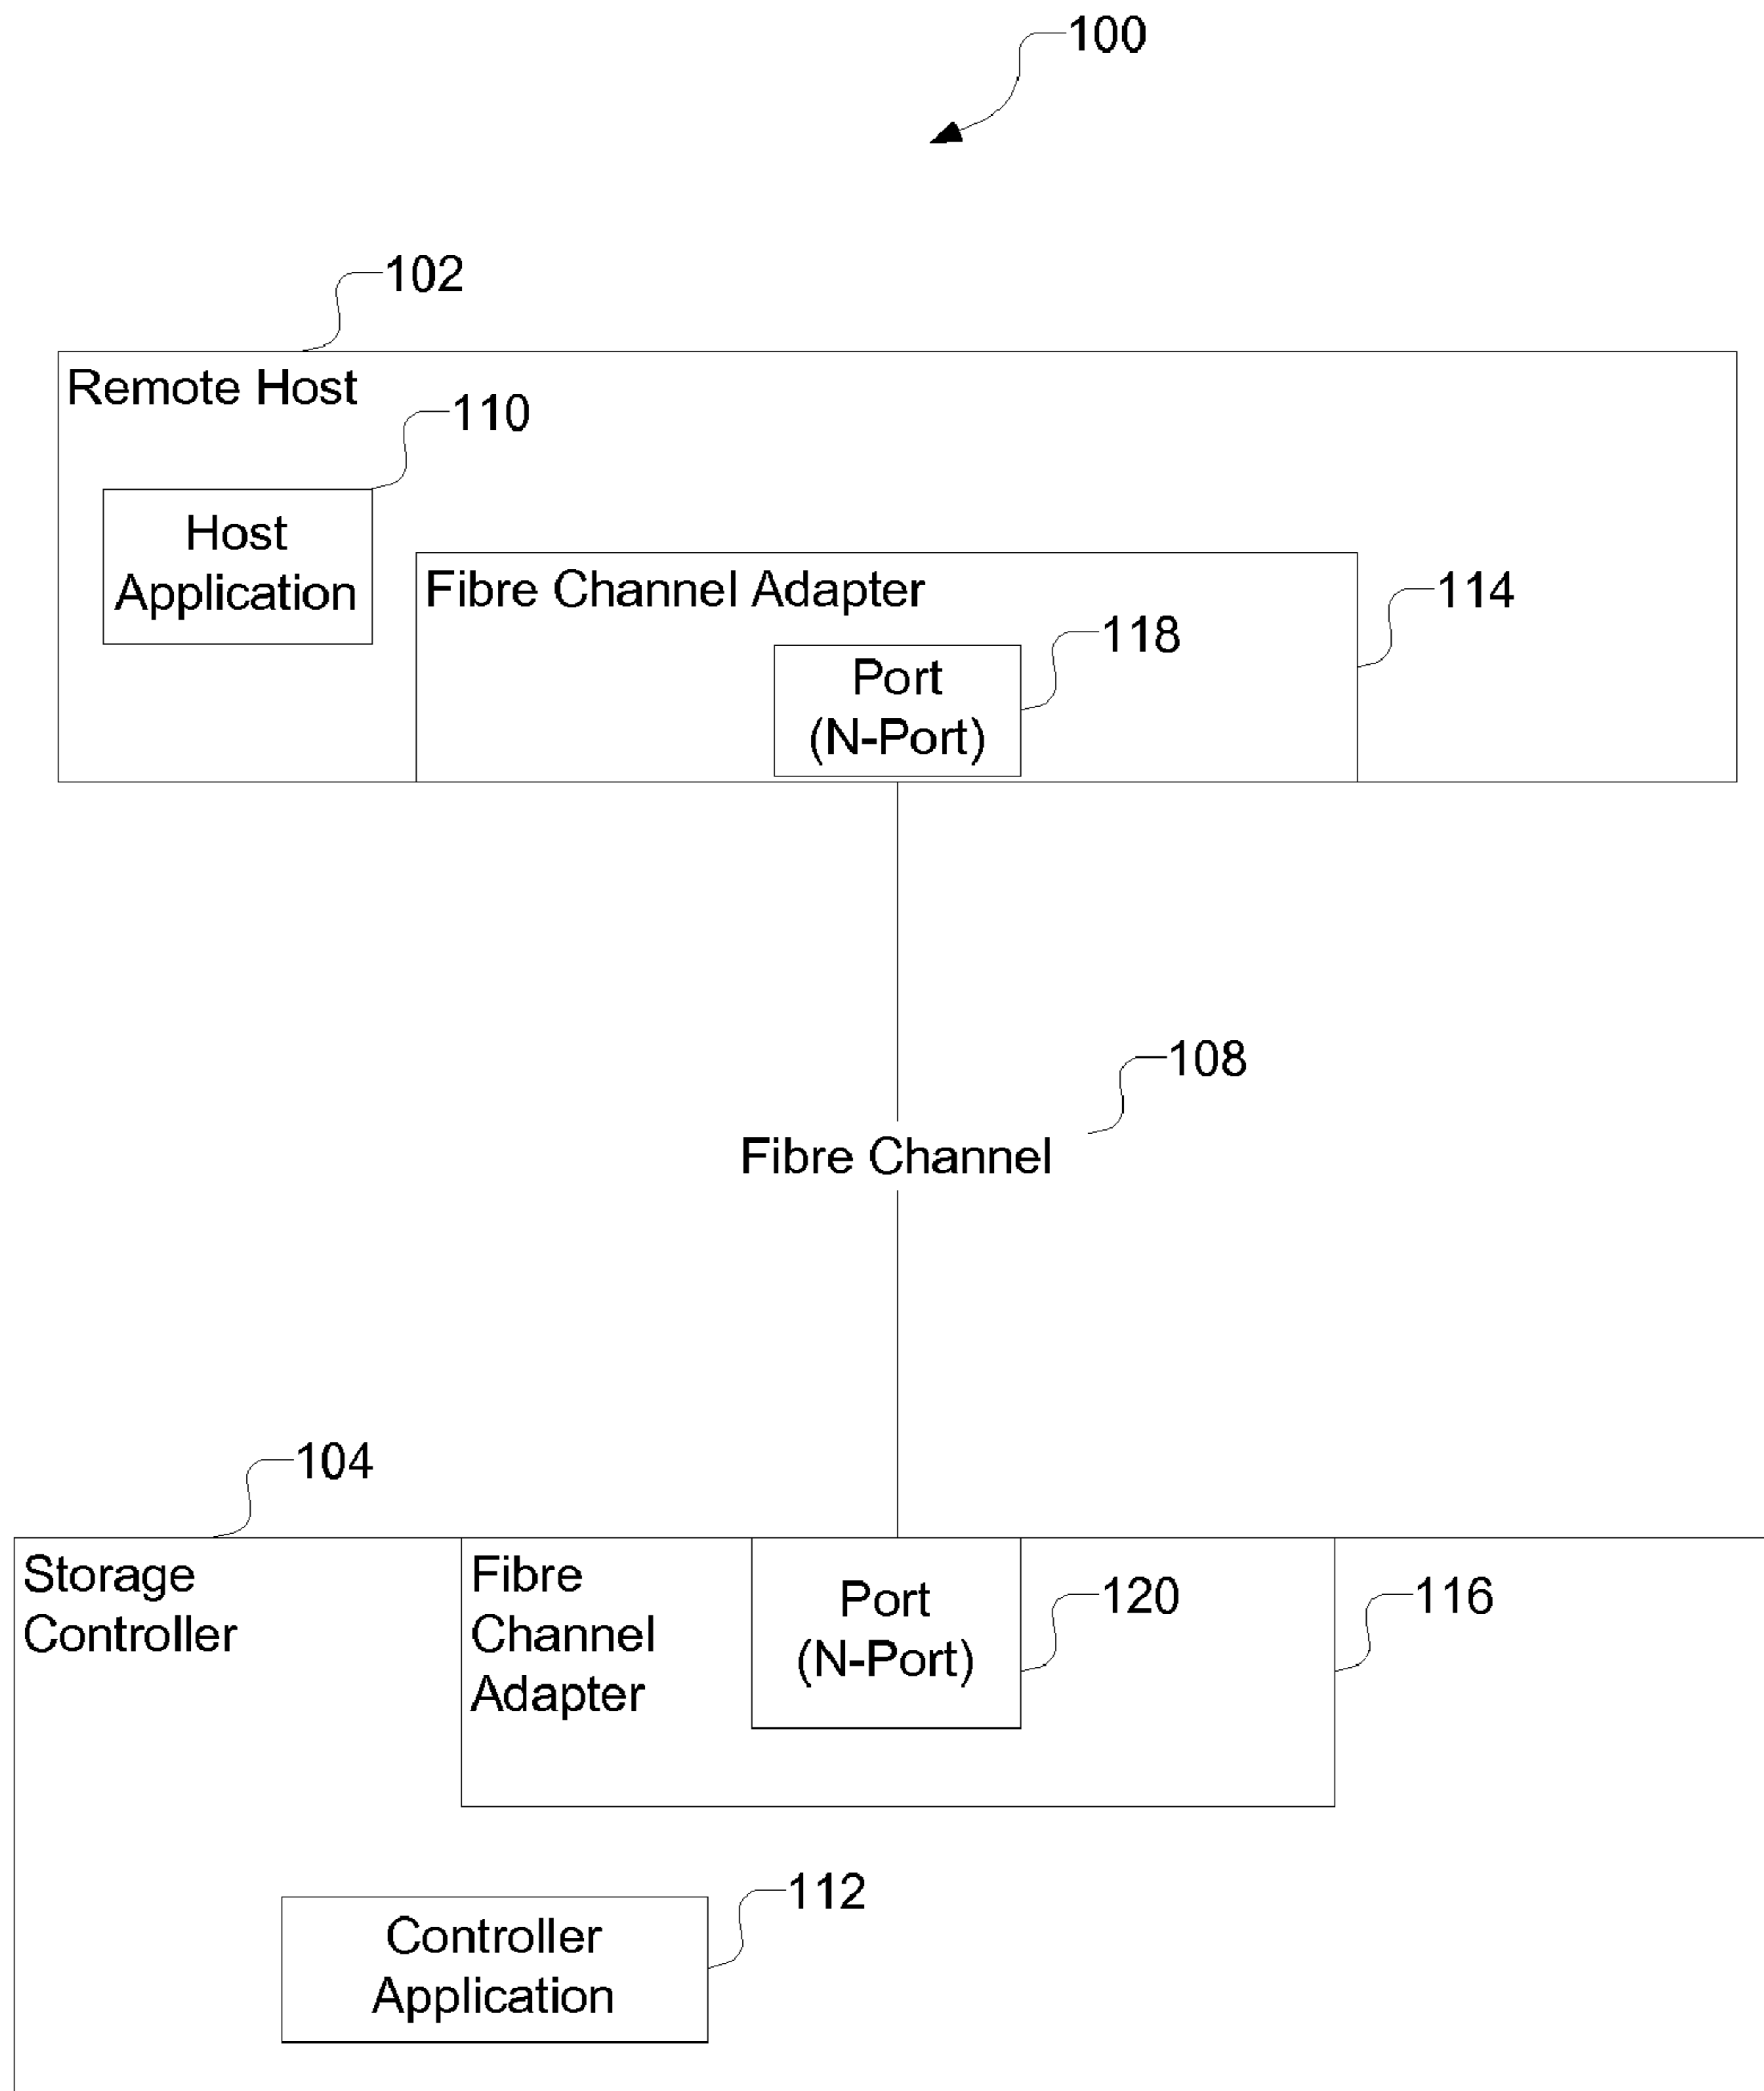 100
102
Remote Host
110
Host
Application
Fibre Channel Adapter
114
118
Port
(N-Port)
108
Fibre Channel
104
Storage
Controller
Fibre
Channel
Adapter
Port
(N-Port)
120
116
112
Controller
Application